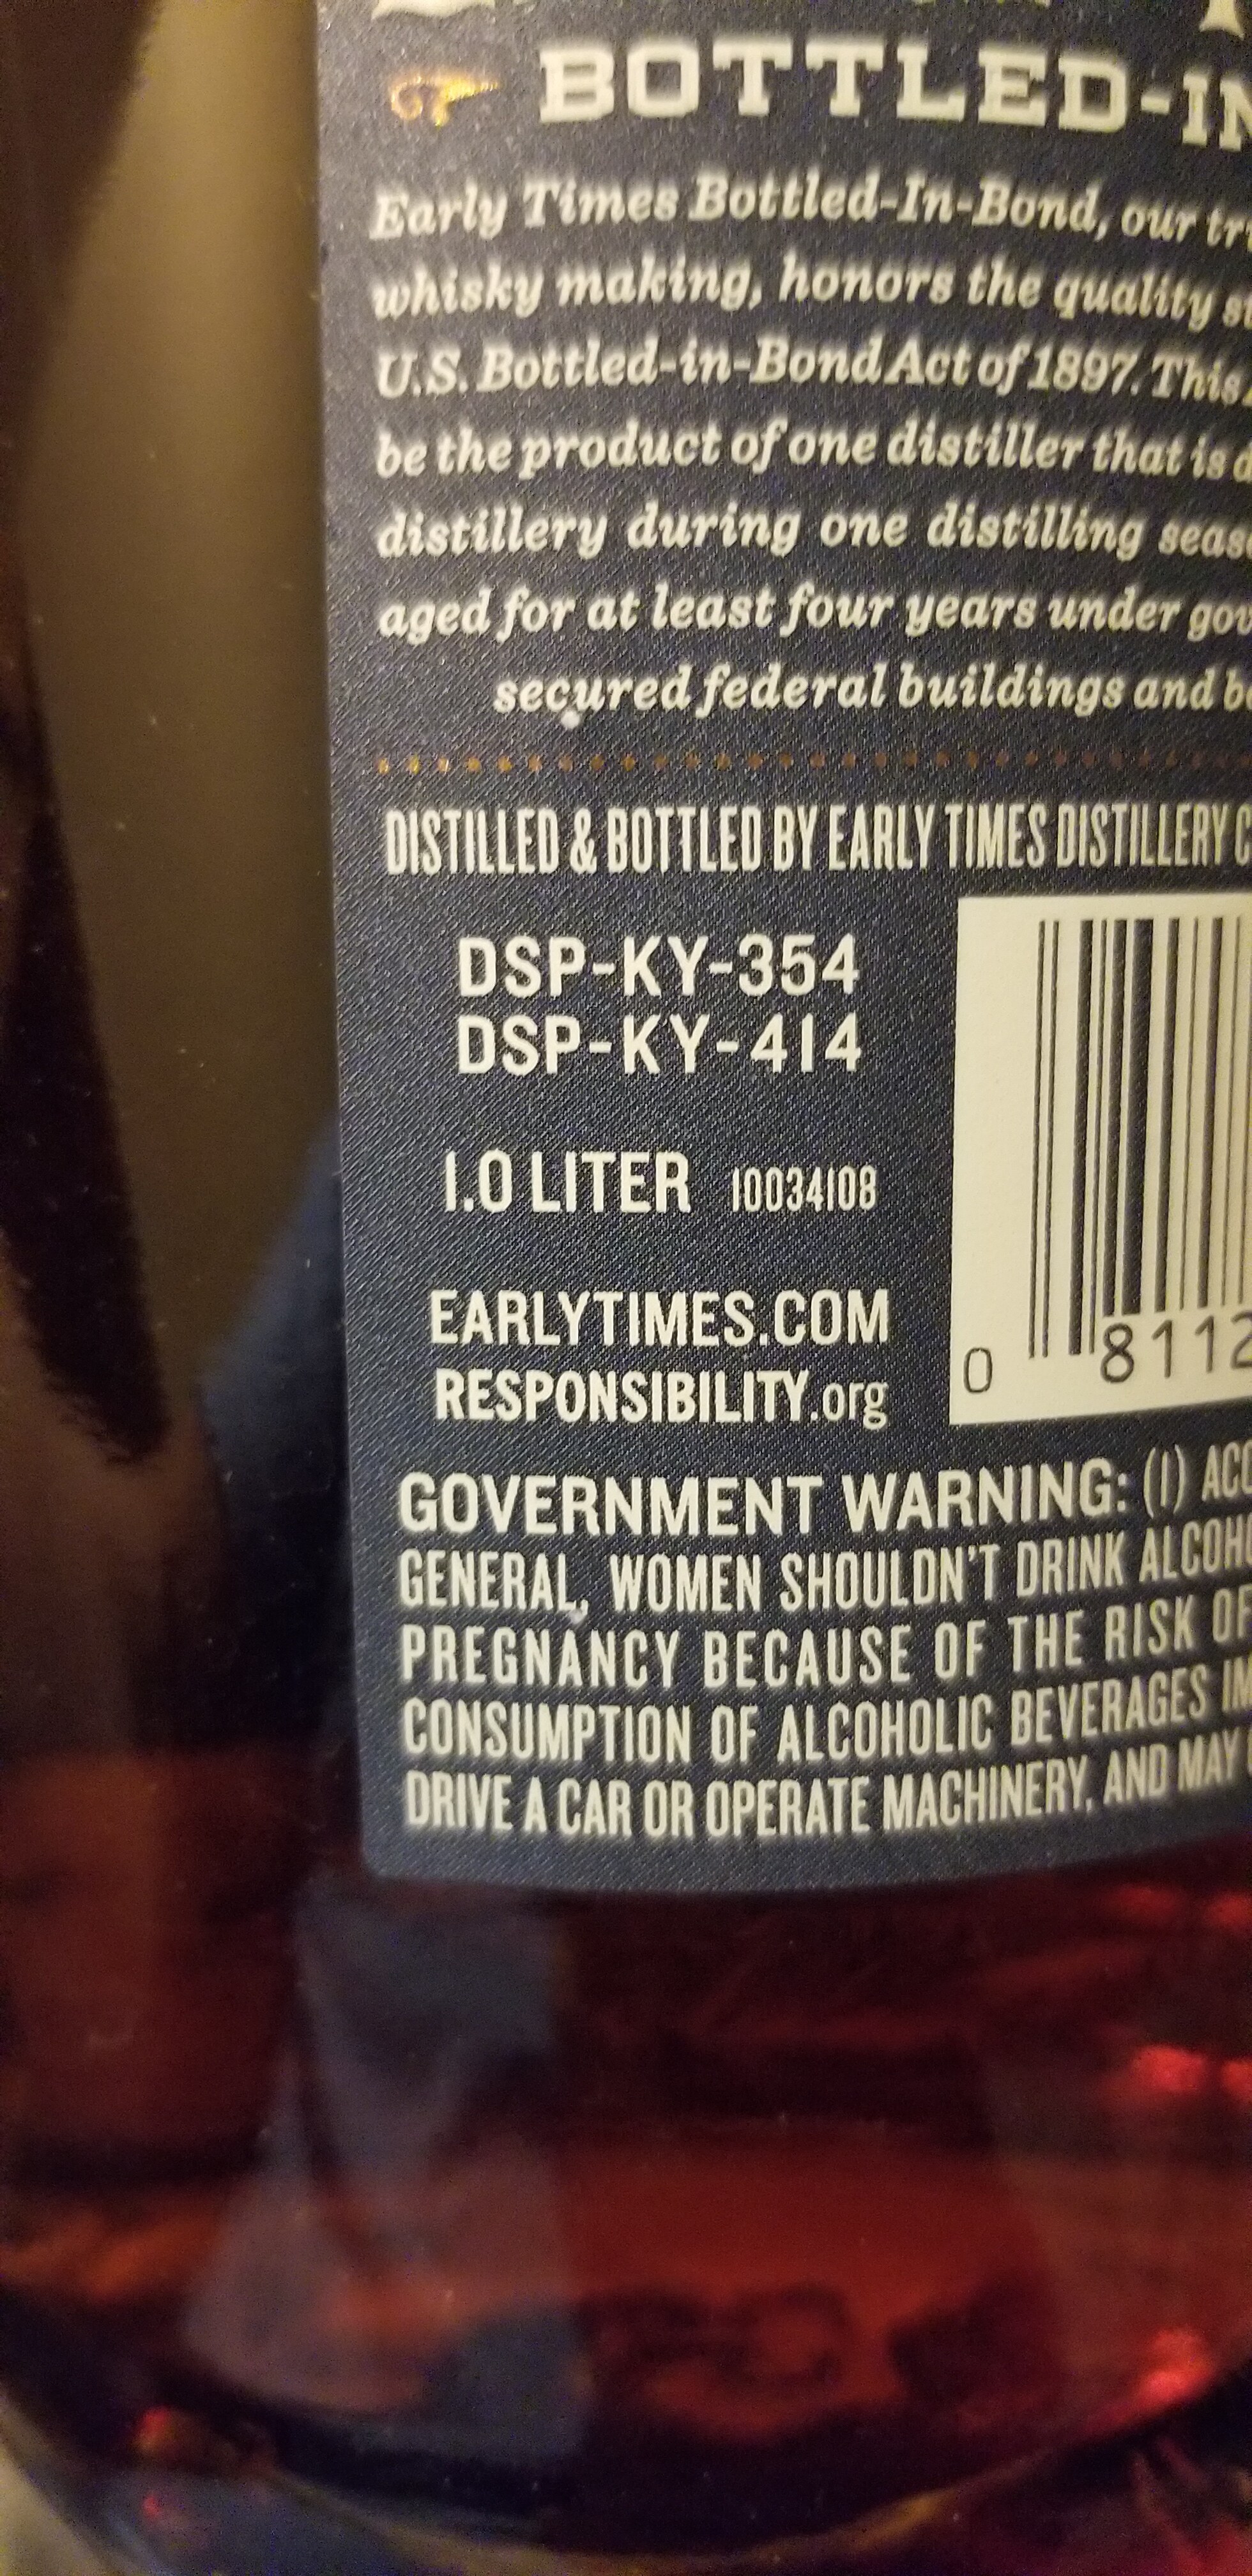 BOTTLED-IN
Early Times Bottled-In-Bond, our
whisky making, honors the quality
U.S. Bottled-in-Bond Act of 1897. This
be the product of one distiller that is
distillery during one distilling
aged for at least four years under
secured federal buildings and
DISTILLED & BOTTLED BY EARLY TIMES DISTILLERY
DSP-KY-354
DSP-KY-414
1.0 LITER 10034108
EARLYTIMES.COM
RESPONSIBILITY.org
0 8112
GOVERNMENT WARNING: (1)
GENERAL, WOMEN SHOULDN'T DRINK
PREGNANCY BECAUSE OF THE RISK OF
CONSUMPTION OF ALCOHOLIC BEVERAGES
DRIVE A CAR OR OPERATE MACHINERY, AND MAY